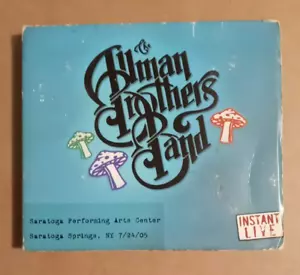 The
Allman
Brothers
Band
Saratoga Performing Arts Center
Saratoga Springs, NY 7/24/05
INSTANT
LIVE